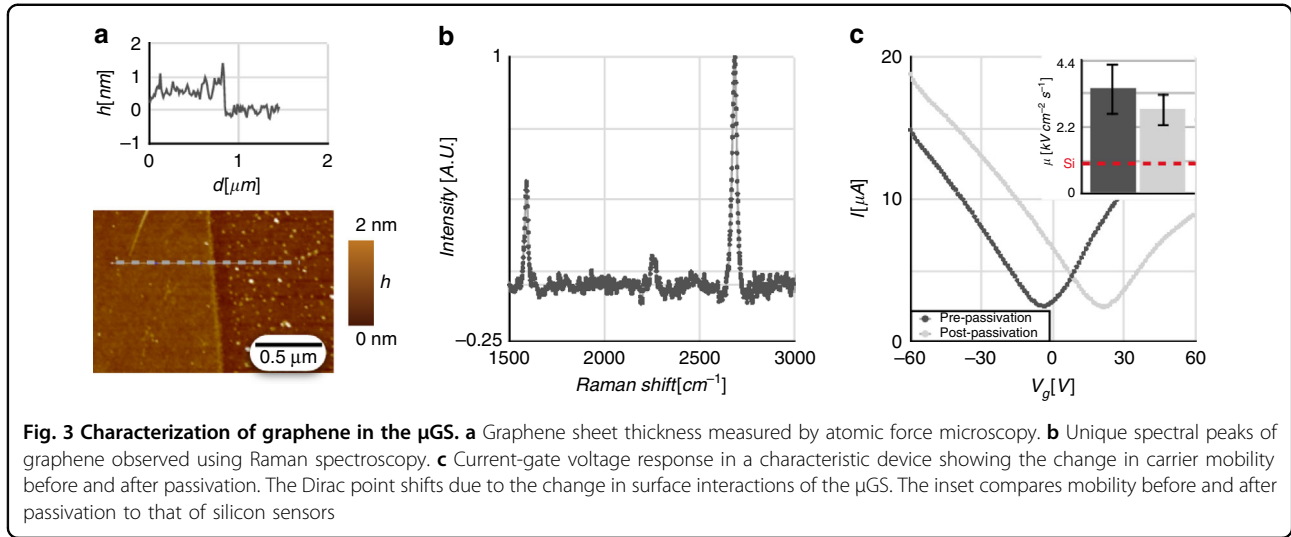 a
2
1
0
−1
h[nm]
0
1
2
d[μm]
2 nm
h
0 nm
0.5 μm
b
1
−0.25
Intensity [A.U.]
1500
2000
2500
3000
Raman shift[cm⁻¹]
c
20
10
0
I[μA]
−60
−30
0
30
60
V_g[V]
Pre-passivation
Post-passivation
4.4
2.2
Si
0
μ [kV cm⁻² s⁻¹]
Fig. 3 Characterization of graphene in the μGS. a Graphene sheet thickness measured by atomic force microscopy. b Unique spectral peaks of
graphene observed using Raman spectroscopy. c Current-gate voltage response in a characteristic device showing the change in carrier mobility
before and after passivation. The Dirac point shifts due to the change in surface interactions of the μGS. The inset compares mobility before and after
passivation to that of silicon sensors